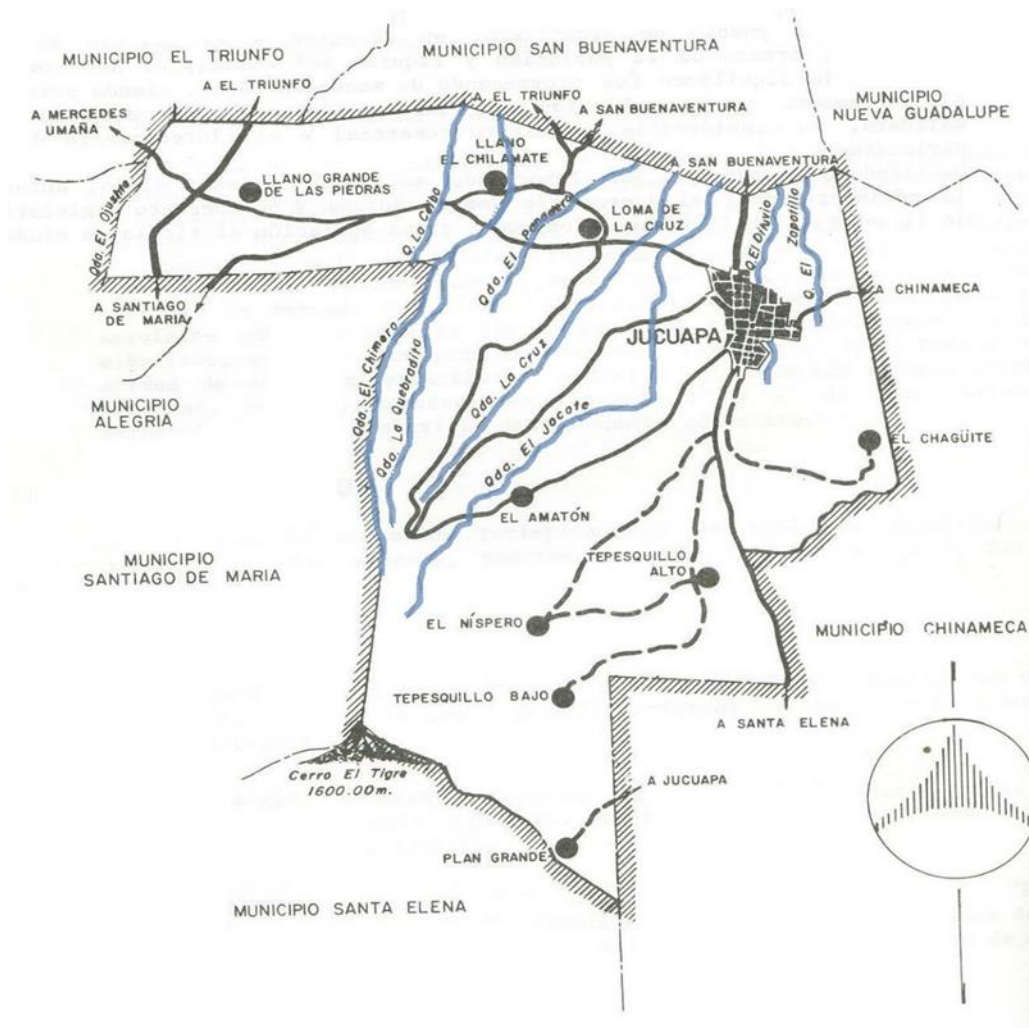 MUNICIPIO EL TRIUNFO
MUNICIPIO SAN BUENAVENTURA
MUNICIPIO
NUEVA GUADALUPE
A EL TRIUNFO
A EL TRIUNFO
A SAN BUENAVENTURA
A MERCEDES
UMAÑA
LLANO
EL CHILAMATE
A SAN BUENAVENTURA
LLANO GRANDE
DE LAS PIEDRAS
LOMA DE
LA CRUZ
Qda. El Ojushte
Q. La Ceiba
Qda. El Panadero
Q. El Diluvio
Q. El Zapotillo
A SANTIAGO
DE MARIA
A CHINAMECA
JUCUAPA
Qda. El Chimero
Qda. La Quebradita
Qda. La Cruz
Qda. El Jocote
MUNICIPIO
ALEGRIA
EL CHAGÜITE
EL AMATÓN
MUNICIPIO
SANTIAGO DE MARIA
TEPESQUILLO
ALTO
EL NÍSPERO
MUNICIPIO CHINAMECA
TEPESQUILLO BAJO
A SANTA ELENA
Cerro El Tigre
1600.00m.
A JUCUAPA
PLAN GRANDE
MUNICIPIO SANTA ELENA